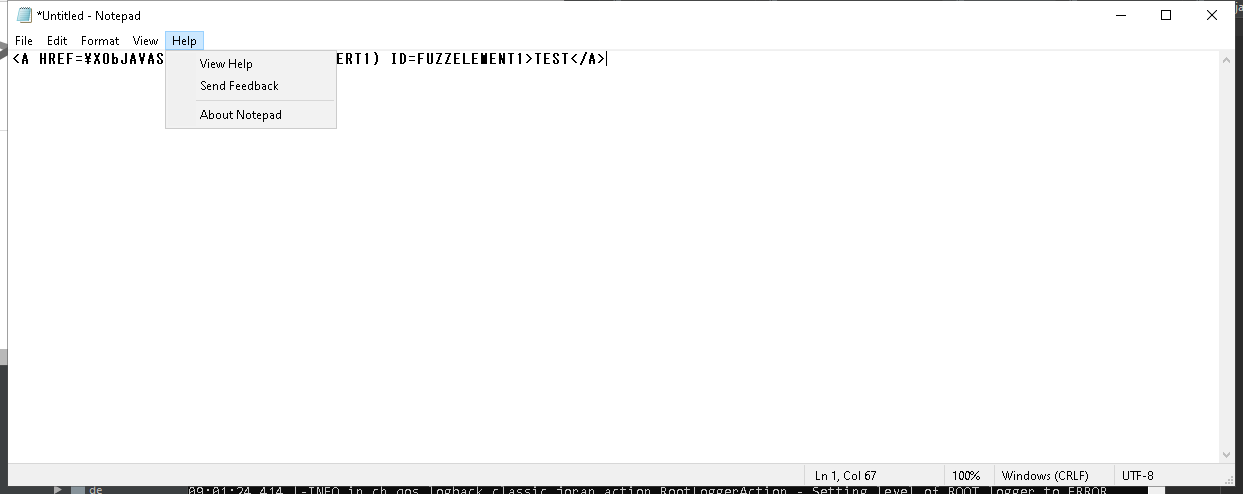 *Untitled - Notepad
File Edit Format View Help
<A HREF=¥X0bJAVAS ERT1) ID=FUZZELEMENT1>TEST</A>
View Help
Send Feedback
About Notepad
Ln 1, Col 67 100% Windows (CRLF) UTF-8
de 09:01:24,414 |-INFO in ch.qos.logback.classic.joran.action.RootLoggerAction - Setting level of ROOT logger to ERROR